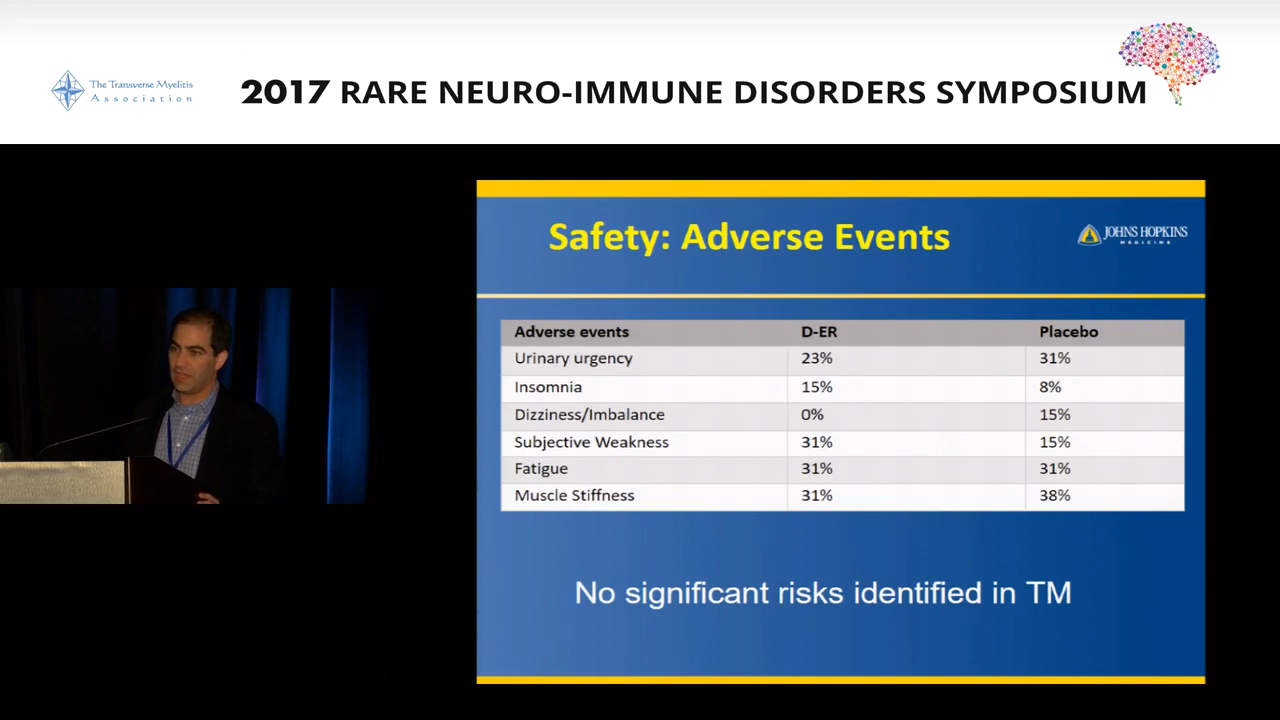 The Transverse Myelitis
Association
2017 RARE NEURO-IMMUNE DISORDERS SYMPOSIUM
Safety: Adverse Events
JOHNS HOPKINS
MEDICINE
Adverse events D-ER Placebo
Urinary urgency 23% 31%
Insomnia 15% 8%
Dizziness/Imbalance 0% 15%
Subjective Weakness 31% 15%
Fatigue 31% 31%
Muscle Stiffness 31% 38%
No significant risks identified in TM